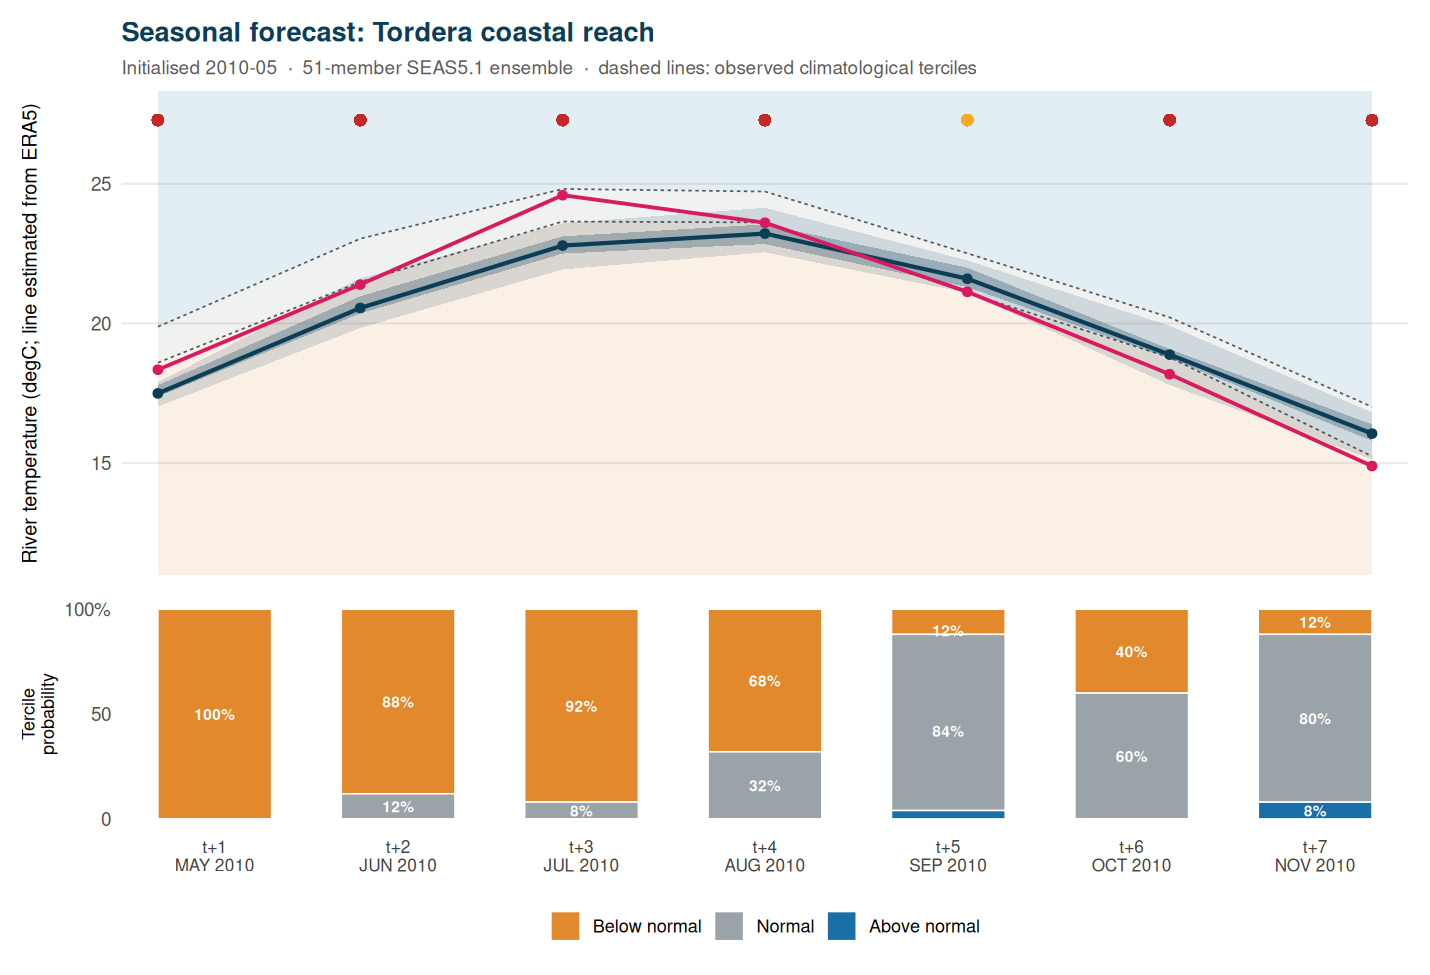 Seasonal forecast: Tordera coastal reach
Initialised 2010-05 · 51-member SEAS5.1 ensemble · dashed lines: observed climatological terciles
River temperature (degC; line estimated from ERA5)
25
20
15
Tercile
probability
100%
50
0
100%
88%
12%
92%
8%
68%
32%
12%
84%
40%
60%
12%
80%
8%
t+1
MAY 2010
t+2
JUN 2010
t+3
JUL 2010
t+4
AUG 2010
t+5
SEP 2010
t+6
OCT 2010
t+7
NOV 2010
Below normal
Normal
Above normal